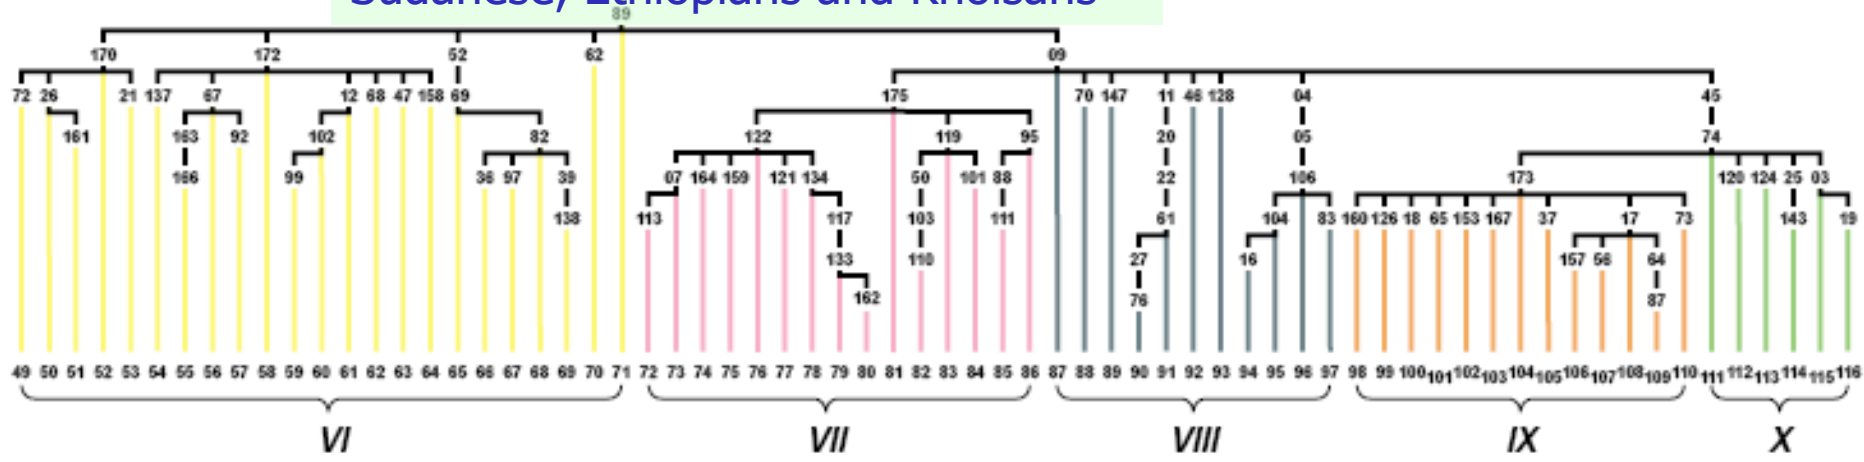 Sudanese, Ethiopians and Khoisans
89
170 172 52 62 09
72 26 21 137 67 12 68 47 158 69 175 70 147 11 46 128 04 45
161 163 92 102 82 122 119 95 20 05 74
166 99 36 97 39 07 164 159 121 134 50 101 88 22 106 173 120 124 25 03
138 113 117 103 111 61 104 83 160 126 18 65 153 167 37 17 73 143 19
133 110 27 16 157 56 64
162 76 87
49 50 51 52 53 54 55 56 57 58 59 60 61 62 63 64 65 66 67 68 69 70 71 72 73 74 75 76 77 78 79 80 81 82 83 84 85 86 87 88 89 90 91 92 93 94 95 96 97 98 99 100 101 102 103 104 105 106 107 108 109 110 111 112 113 114 115 116
VI VII VIII IX X